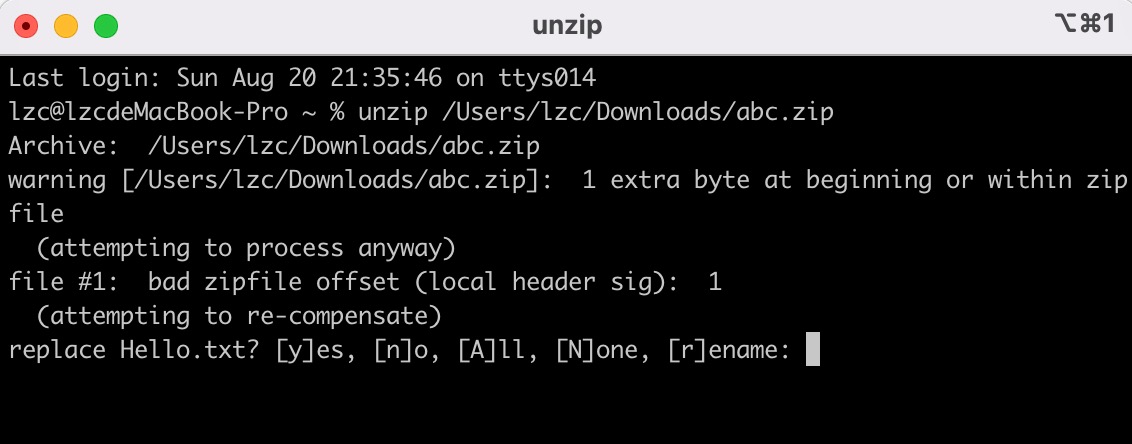 unzip ⌥⌘1
Last login: Sun Aug 20 21:35:46 on ttys014
lzc@lzcdeMacBook-Pro ~ % unzip /Users/lzc/Downloads/abc.zip
Archive:  /Users/lzc/Downloads/abc.zip
warning [/Users/lzc/Downloads/abc.zip]:  1 extra byte at beginning or within zip
file
  (attempting to process anyway)
file #1:  bad zipfile offset (local header sig):  1
  (attempting to re-compensate)
replace Hello.txt? [y]es, [n]o, [A]ll, [N]one, [r]ename: